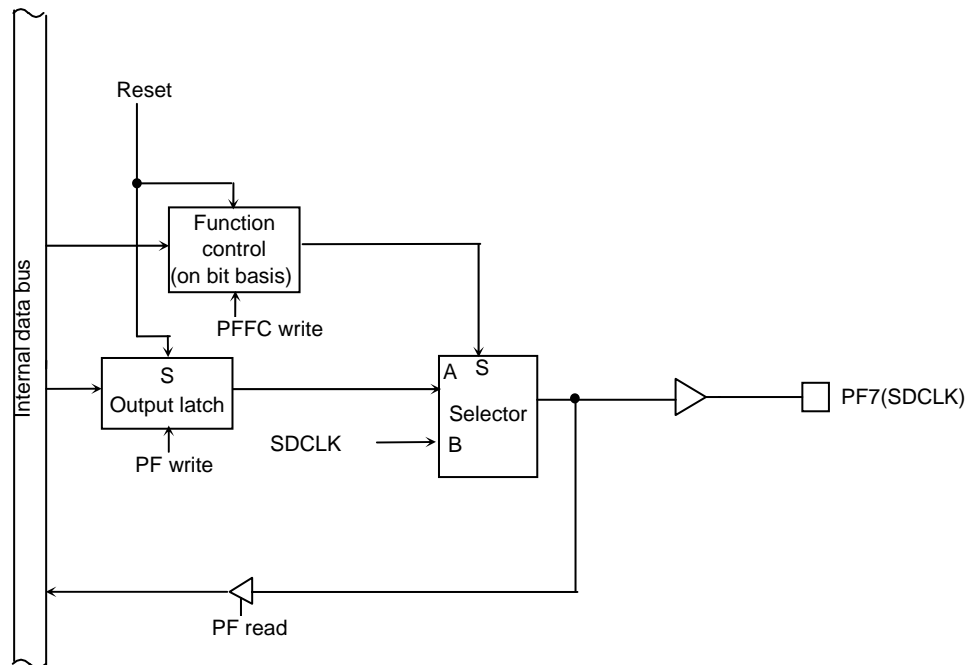 Reset
Function
control
(on bit basis)
Internal data bus
PFFC write
A
S
S
Output latch
Selector
PF7(SDCLK)
SDCLK
B
PF write
PF read